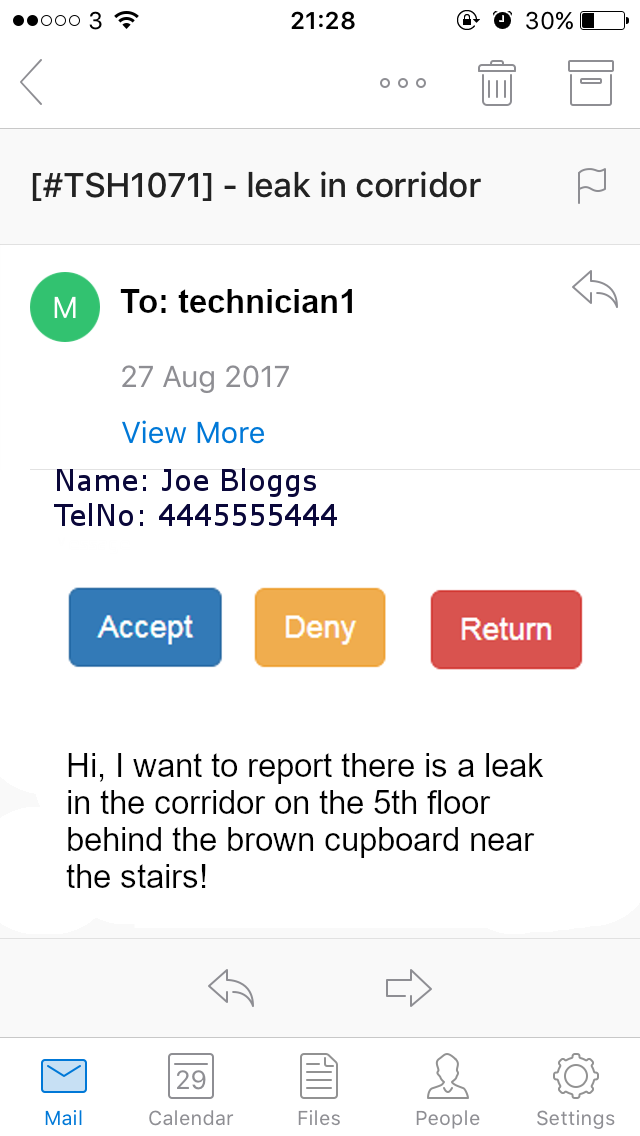 3 21:28 30%
[#TSH1071] - leak in corridor
M To: technician1
27 Aug 2017
View More
Name: Joe Bloggs
TelNo: 4445555444
Accept Deny Return
Hi, I want to report there is a leak
in the corridor on the 5th floor
behind the brown cupboard near
the stairs!
29
Mail Calendar Files People Settings